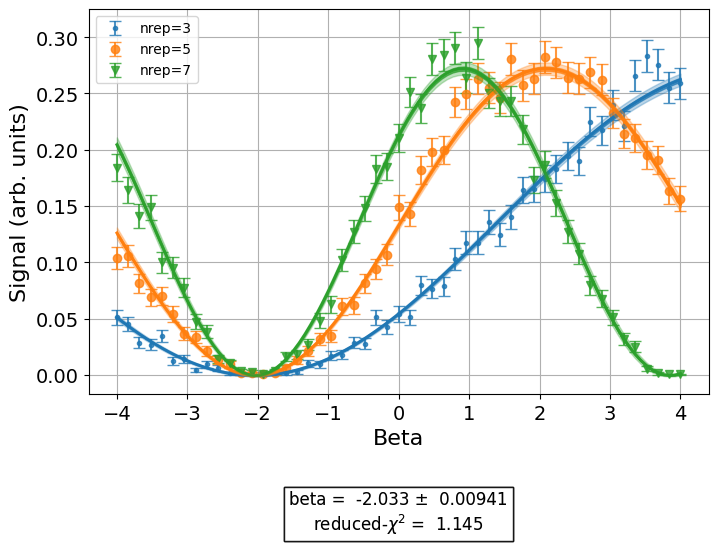 nrep=3
nrep=5
nrep=7
Signal (arb. units)
0.30
0.25
0.20
0.15
0.10
0.05
0.00
−4 −3 −2 −1 0 1 2 3 4
Beta
beta = -2.033 ± 0.00941
reduced-χ² = 1.145